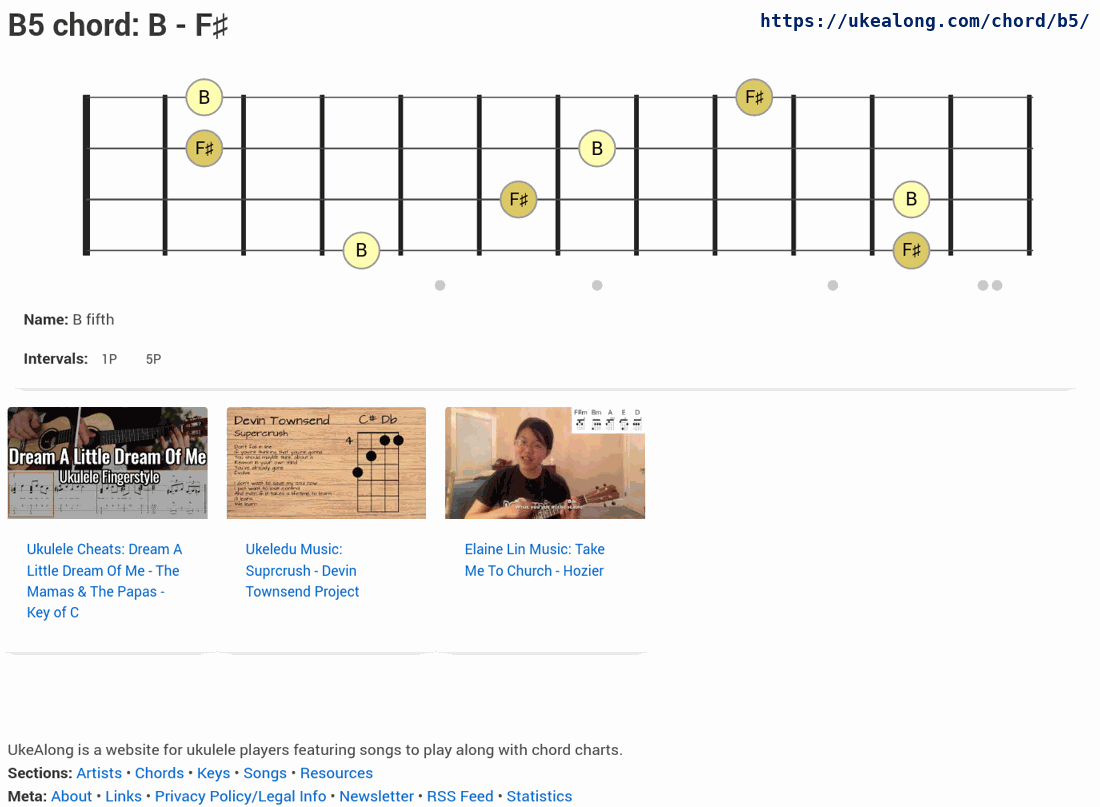 B5 chord: B - F♯
https://ukealong.com/chord/b5/
B
F♯
F♯
B
F♯
B
B
F♯
Name: B fifth
Intervals: 1P 5P
Dream A Little Dream Of Me
Ukulele Fingerstyle
Devin Townsend
Supercrush
C# Db
4
F#m Bm A E D
Ukulele Cheats: Dream A
Little Dream Of Me - The
Mamas & The Papas -
Key of C
Ukeledu Music:
Suprcrush - Devin
Townsend Project
Elaine Lin Music: Take
Me To Church - Hozier
UkeAlong is a website for ukulele players featuring songs to play along with chord charts.
Sections: Artists • Chords • Keys • Songs • Resources
Meta: About • Links • Privacy Policy/Legal Info • Newsletter • RSS Feed • Statistics